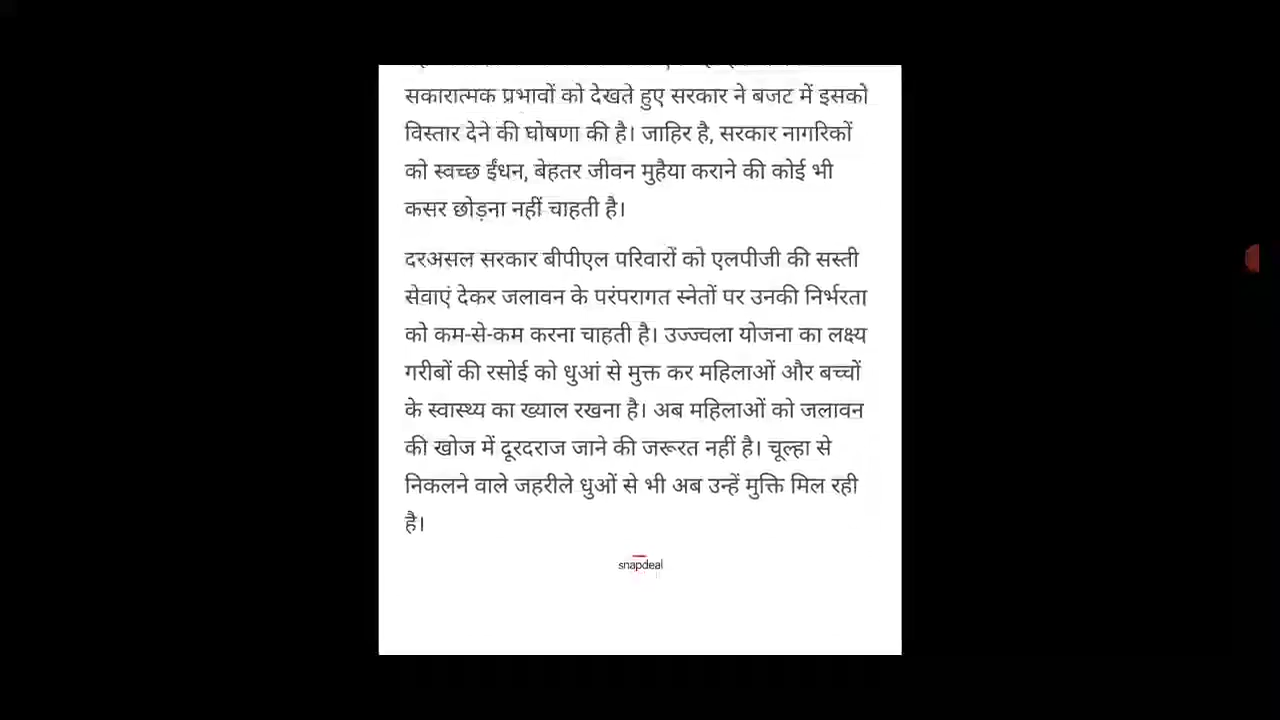 सकारात्मक प्रभावों को देखते हुए सरकार ने बजट में इसको
विस्तार देने की घोषणा की है। जाहिर है, सरकार नागरिकों
को स्वच्छ ईंधन, बेहतर जीवन मुहैया कराने की कोई भी
कसर छोड़ना नहीं चाहती है।
दरअसल सरकार बीपीएल परिवारों को एलपीजी की सस्ती
सेवाएं देकर जलावन के परंपरागत स्नेतों पर उनकी निर्भरता
को कम-से-कम करना चाहती है। उज्ज्वला योजना का लक्ष्य
गरीबों की रसोई को धुआं से मुक्त कर महिलाओं और बच्चों
के स्वास्थ्य का ख्याल रखना है। अब महिलाओं को जलावन
की खोज में दूरदराज जाने की जरूरत नहीं है। चूल्हा से
निकलने वाले जहरीले धुओं से भी अब उन्हें मुक्ति मिल रही
है।
snapdeal